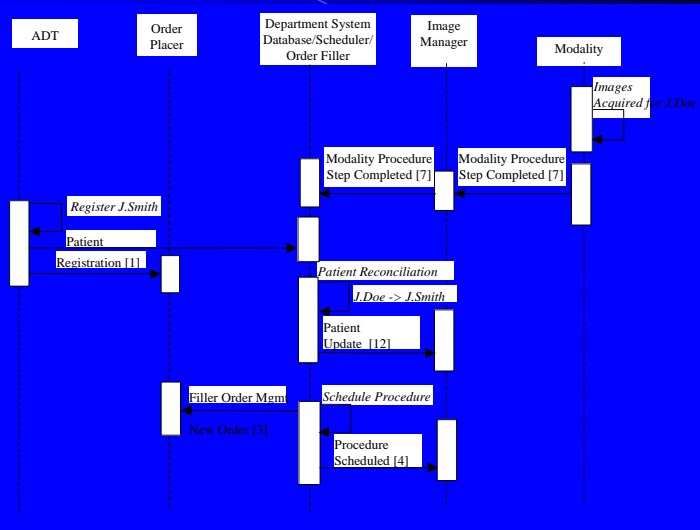 ADT
Order
Placer
Department System
Database/Scheduler/
Order Filler
Image
Manager
Modality
Images
Acquired for J.Doe
Modality Procedure
Step Completed [7]
Modality Procedure
Step Completed [7]
Register J.Smith
Patient
Registration [1]
Patient Reconciliation
J.Doe -> J.Smith
Patient
Update [12]
Filler Order Mgmt
New Order [3]
Schedule Procedure
Procedure
Scheduled [4]